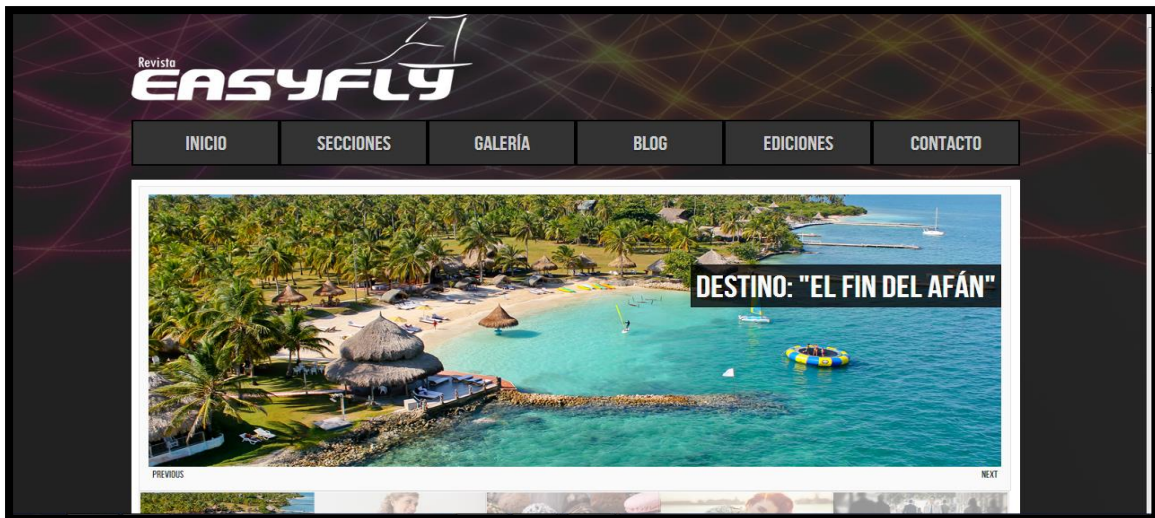 Revista
EASYFLY
INICIO SECCIONES GALERÍA BLOG EDICIONES CONTACTO
DESTINO: "EL FIN DEL AFÁN"
PREVIOUS NEXT